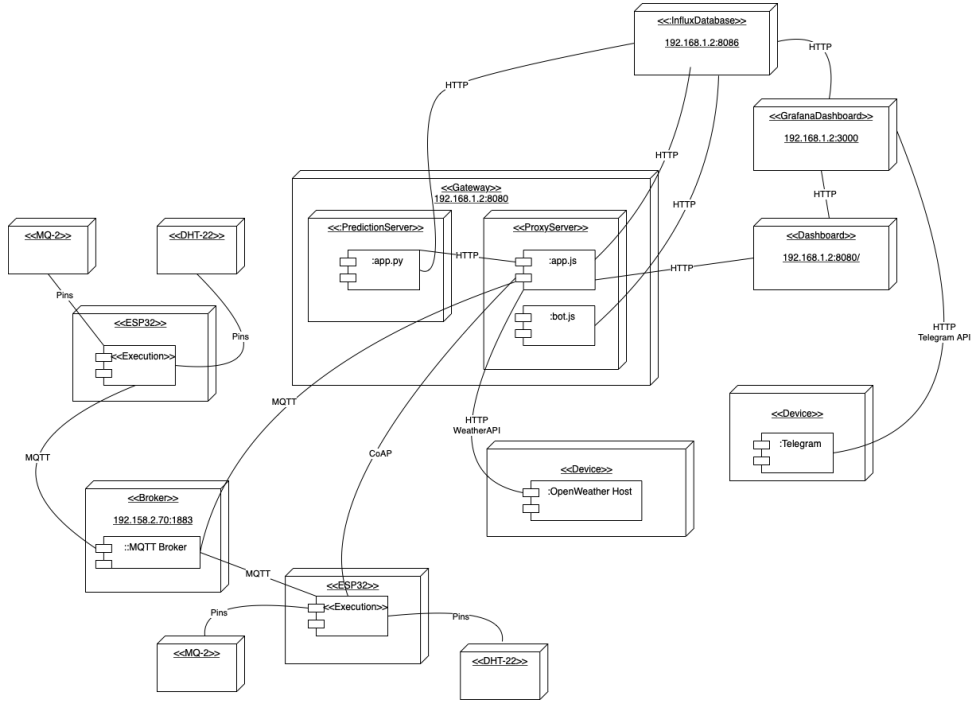 <<:InfluxDatabase>>
192.168.1.2:8086
HTTP
HTTP
<<GrafanaDashboard>>
192.168.1.2:3000
HTTP
HTTP
<<Gateway>>
192.168.1.2:8080
HTTP
HTTP
<<:PredictionServer>>
:app.py
HTTP
<<ProxyServer>>
:app.js
:bot.js
HTTP
<<Dashboard>>
192.168.1.2:8080/
<<MQ-2>>
<<DHT-22>>
Pins
Pins
<<ESP32>>
<<Execution>>
HTTP
Telegram API
MQTT
HTTP
WeatherAPI
CoAP
MQTT
<<Device>>
:Telegram
<<Device>>
:OpenWeather Host
<<Broker>>
192.158.2.70:1883
::MQTT Broker
MQTT
<<ESP32>>
<<Execution>>
Pins
Pins
<<MQ-2>>
<<DHT-22>>